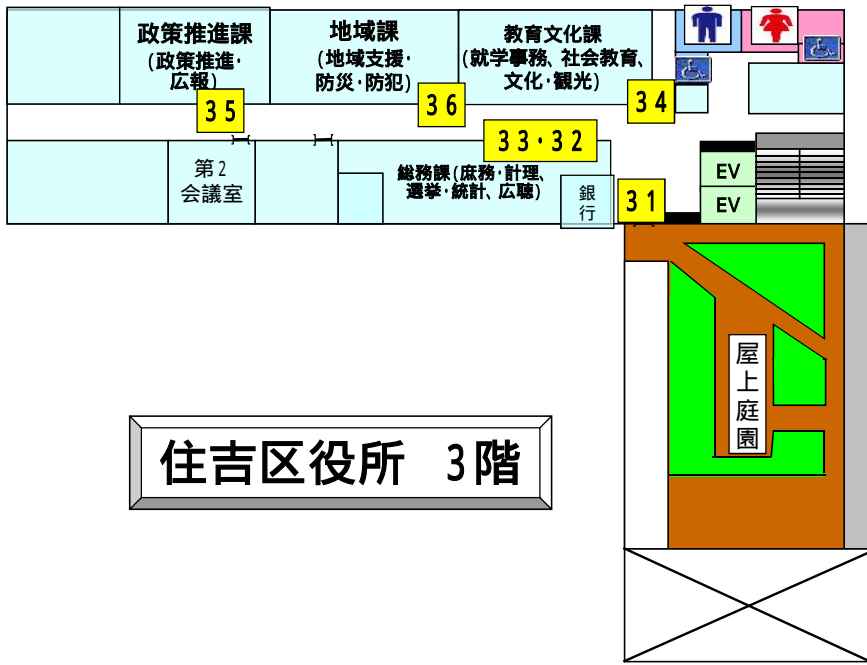 政策推進課
(政策推進・
広報)
35
地域課
(地域支援・
防災・防犯)
36
教育文化課
(就学事務、社会教育、
文化・観光)
34
33・32
第2
会議室
総務課(庶務・計理、
選挙・統計、広聴)
銀行
31
EV
EV
屋上庭園
住吉区役所 3階